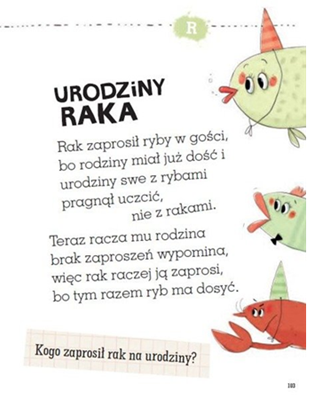 R
URODZINY
RAKA
Rak zaprosił ryby w gości,
bo rodziny miał już dość i
urodziny swe z rybami
pragnął uczcić,
nie z rakami.
Teraz racza mu rodzina
brak zaproszeń wypomina,
więc rak raczej ją zaprosi,
bo tym razem ryb ma dosyć.
Kogo zaprosił rak na urodziny?
103